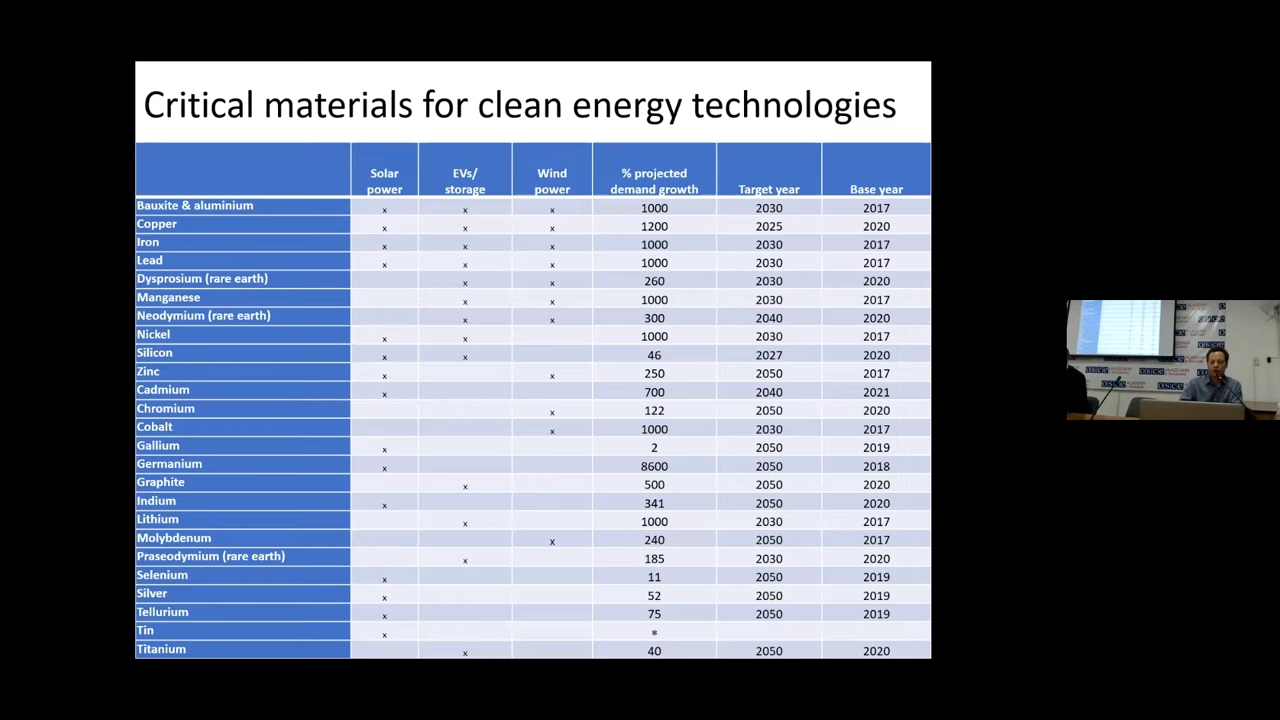 Critical materials for clean energy technologies
Solar power EVs/ storage Wind power % projected demand growth Target year Base year
Bauxite & aluminium x x x 1000 2030 2017
Copper x x x 1200 2025 2020
Iron x x x 1000 2030 2017
Lead x x x 1000 2030 2017
Dysprosium (rare earth) x x 260 2030 2020
Manganese x x 1000 2030 2017
Neodymium (rare earth) x x 300 2040 2020
Nickel x x 1000 2030 2017
Silicon x x 46 2027 2020
Zinc x x 250 2050 2017
Cadmium x 700 2040 2021
Chromium x 122 2050 2020
Cobalt x 1000 2030 2017
Gallium x 2 2050 2019
Germanium x 8600 2050 2018
Graphite x 500 2050 2020
Indium x 341 2050 2020
Lithium x 1000 2030 2017
Molybdenum x 240 2050 2017
Praseodymium (rare earth) x 185 2030 2020
Selenium x 11 2050 2019
Silver x 52 2050 2019
Tellurium x 75 2050 2019
Tin x *
Titanium x 40 2050 2020